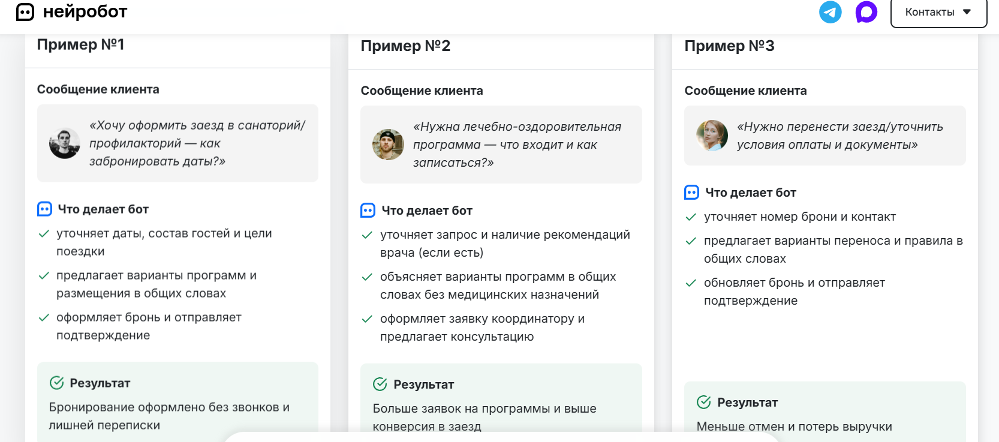 нейробот
Контакты
Пример №1
Сообщение клиента
«Хочу оформить заезд в санаторий/
профилакторий — как
забронировать даты?»
Что делает бот
уточняет даты, состав гостей и цели
поездки
предлагает варианты программ и
размещения в общих словах
оформляет бронь и отправляет
подтверждение
Результат
Бронирование оформлено без звонков и
лишней переписки
Пример №2
Сообщение клиента
«Нужна лечебно-оздоровительная
программа — что входит и как
записаться?»
Что делает бот
уточняет запрос и наличие рекомендаций
врача (если есть)
объясняет варианты программ в общих
словах без медицинских назначений
оформляет заявку координатору и
предлагает консультацию
Результат
Больше заявок на программы и выше
конверсия в заезд
Пример №3
Сообщение клиента
«Нужно перенести заезд/уточнить
условия оплаты и документы»
Что делает бот
уточняет номер брони и контакт
предлагает варианты переноса и правила в
общих словах
обновляет бронь и отправляет
подтверждение
Результат
Меньше отмен и потерь выручки